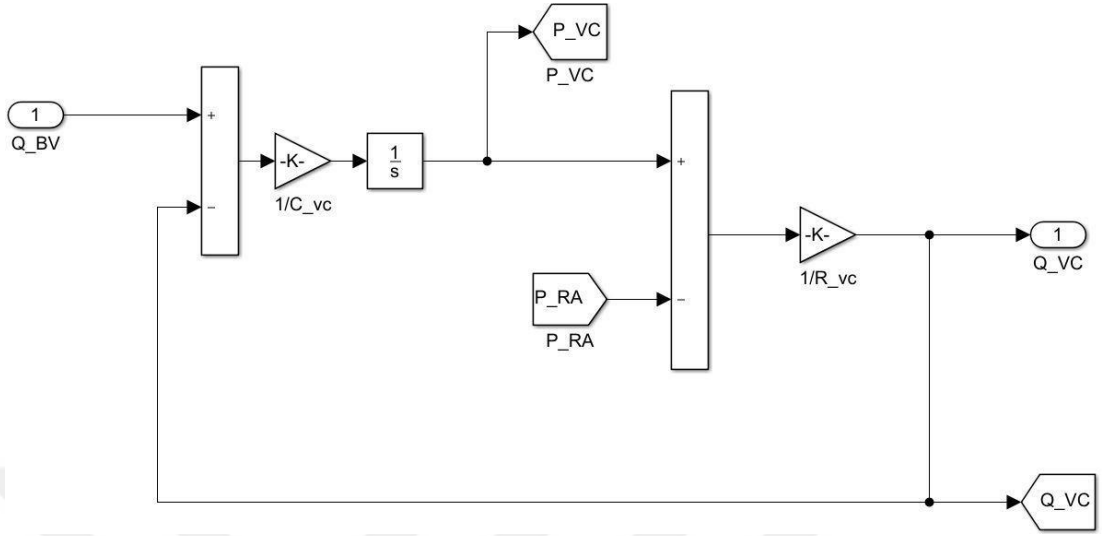 P_VC
P_VC
1
Q_BV
+
-K-
1
s
+
−
1/C_vc
-K-
1
1/R_vc
Q_VC
P_RA
−
P_RA
Q_VC